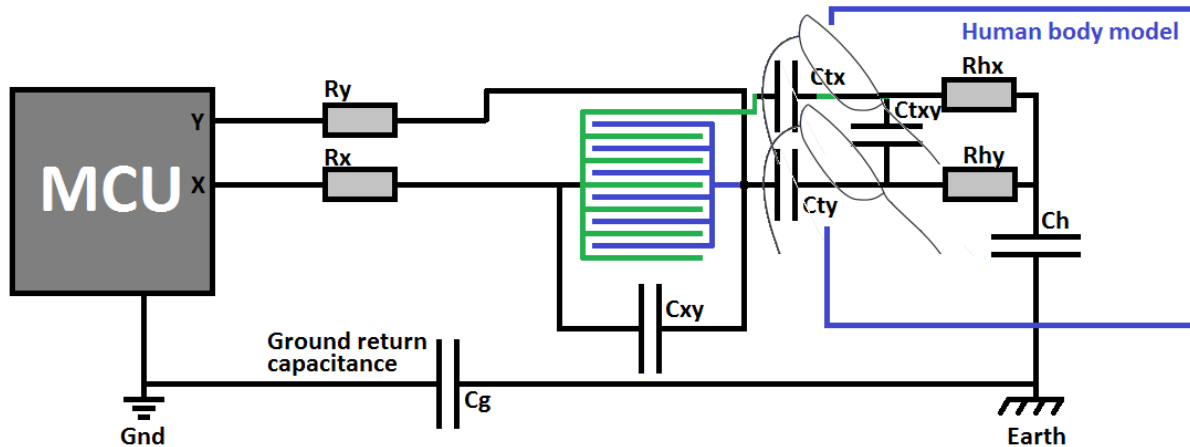 Human body model
Ctx
Rhx
Ry
Ctxy
Y
MCU
Rx
X
Rhy
Cty
Ch
Cxy
Ground return
capacitance
Cg
Gnd
Earth